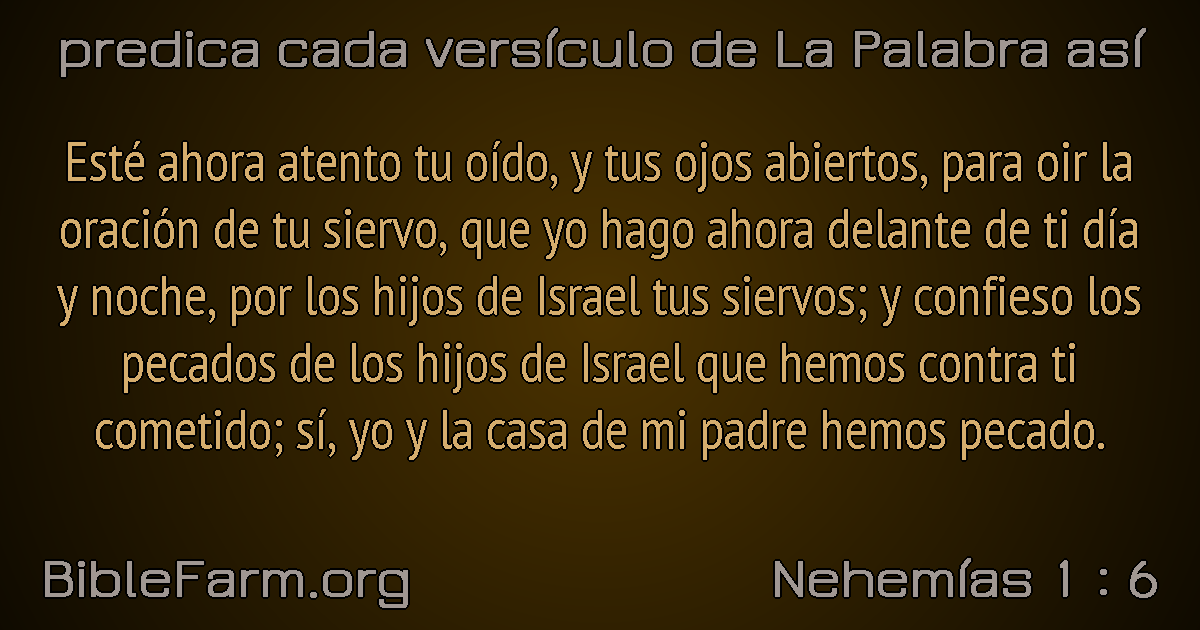 predica cada versículo de La Palabra así
Esté ahora atento tu oído, y tus ojos abiertos, para oir la
oración de tu siervo, que yo hago ahora delante de ti día
y noche, por los hijos de Israel tus siervos; y confieso los
pecados de los hijos de Israel que hemos contra ti
cometido; sí, yo y la casa de mi padre hemos pecado.
BibleFarm.org
Nehemías 1 : 6